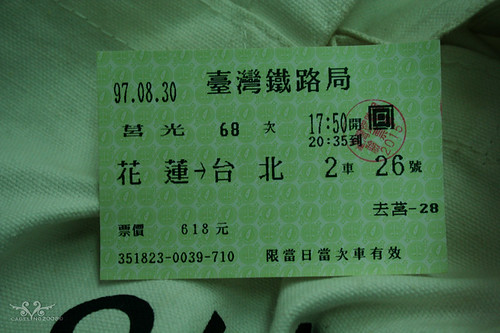 臺灣鐵路局
97.08.30
莒光 68 次 17:50開
20:35到
回
花蓮→台北 2車 26號
去莒-28
票價 618元
351823-0039-710 限當日當次車有效